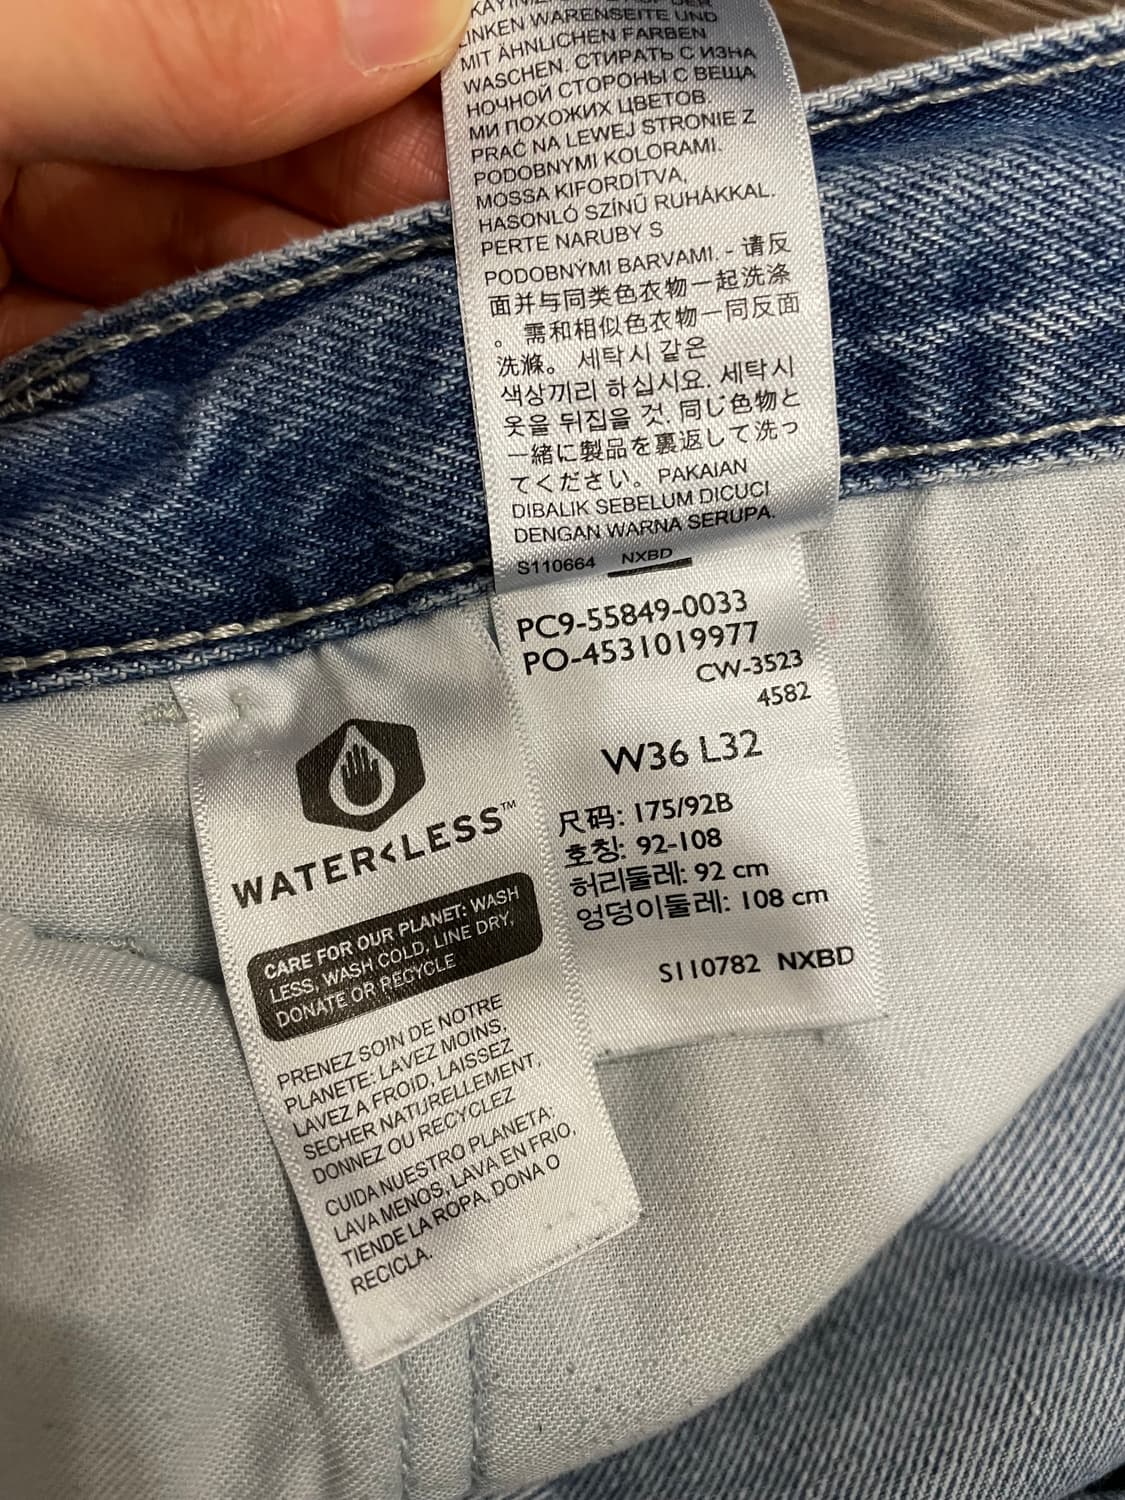 LINKEN WARENSEITE UND
MIT ÄHNLICHEN FARBEN
WASCHEN. СТИРАТЬ С ИЗНА
НОЧНОЙ СТОРОНЫ С ВЕЩА
МИ ПОХОЖИХ ЦВЕТОВ.
PRAĆ NA LEWEJ STRONIE Z
PODOBNYMI KOLORAMI.
MOSSA KIFORDÍTVA,
HASONLÓ SZÍNŰ RUHÁKKAL.
PERTE NARUBY S
PODOBNÝMI BARVAMI. - 请反
面并与同类色衣物一起洗涤
。需和相似色衣物一同反面
洗滌。세탁시 같은
색상끼리 하십시요. 세탁시
옷을 뒤집을 것. 同じ色物と
一緒に製品を裏返して洗っ
てください。PAKAIAN
DIBALIK SEBELUM DICUCI
DENGAN WARNA SERUPA.
S110664 NXBD
PC9-55849-0033
PO-4531019977
CW-3523
4582
W36 L32
尺码: 175/92B
호칭: 92-108
허리둘레: 92 cm
엉덩이둘레: 108 cm
S110782 NXBD
WATER<LESS™
CARE FOR OUR PLANET: WASH
LESS, WASH COLD, LINE DRY,
DONATE OR RECYCLE
PRENEZ SOIN DE NOTRE
PLANETE: LAVEZ MOINS,
LAVEZ A FROID, LAISSEZ
SECHER NATURELLEMENT,
DONNEZ OU RECYCLEZ
CUIDA NUESTRO PLANETA:
LAVA MENOS, LAVA EN FRIO,
TIENDE LA ROPA, DONA O
RECICLA.